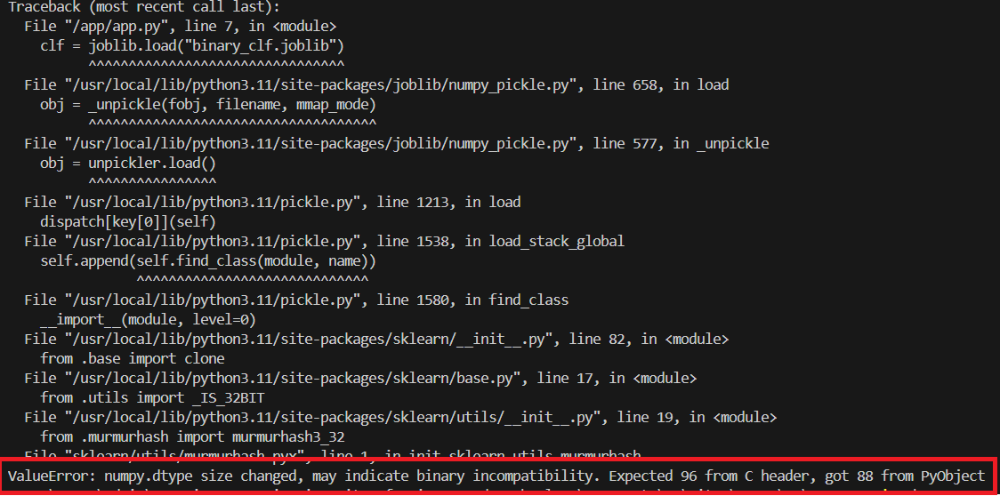 Traceback (most recent call last):
  File "/app/app.py", line 7, in <module>
    clf = joblib.load("binary_clf.joblib")
          ^^^^^^^^^^^^^^^^^^^^^^^^^^^^^^^^
  File "/usr/local/lib/python3.11/site-packages/joblib/numpy_pickle.py", line 658, in load
    obj = _unpickle(fobj, filename, mmap_mode)
          ^^^^^^^^^^^^^^^^^^^^^^^^^^^^^^^^^^^^
  File "/usr/local/lib/python3.11/site-packages/joblib/numpy_pickle.py", line 577, in _unpickle
    obj = unpickler.load()
          ^^^^^^^^^^^^^^^^
  File "/usr/local/lib/python3.11/pickle.py", line 1213, in load
    dispatch[key[0]](self)
  File "/usr/local/lib/python3.11/pickle.py", line 1538, in load_stack_global
    self.append(self.find_class(module, name))
                ^^^^^^^^^^^^^^^^^^^^^^^^^^^^^
  File "/usr/local/lib/python3.11/pickle.py", line 1580, in find_class
    __import__(module, level=0)
  File "/usr/local/lib/python3.11/site-packages/sklearn/__init__.py", line 82, in <module>
    from .base import clone
  File "/usr/local/lib/python3.11/site-packages/sklearn/base.py", line 17, in <module>
    from .utils import _IS_32BIT
  File "/usr/local/lib/python3.11/site-packages/sklearn/utils/__init__.py", line 19, in <module>
    from .murmurhash import murmurhash3_32
  File "sklearn/utils/murmurhash.pyx", line 1, in init sklearn.utils.murmurhash
ValueError: numpy.dtype size changed, may indicate binary incompatibility. Expected 96 from C header, got 88 from PyObject